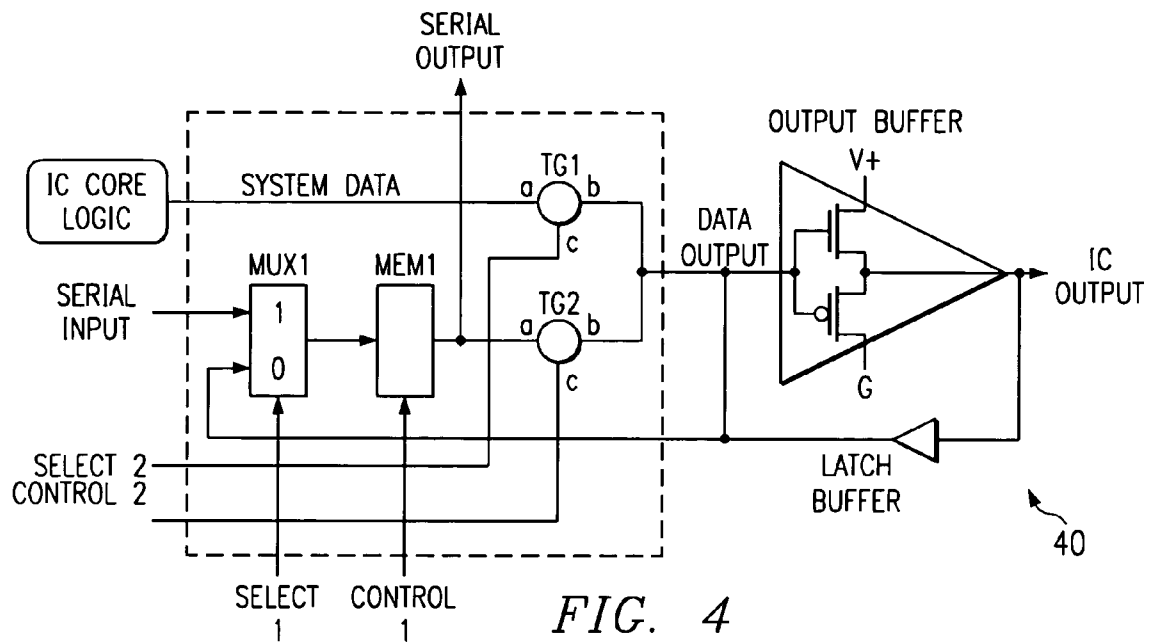 SERIAL
OUTPUT
OUTPUT BUFFER
V+
IC CORE
LOGIC
SYSTEM DATA
a
TG1
b
c
DATA
OUTPUT
IC
OUTPUT
MUX1
MEM1
SERIAL
INPUT
1
0
a
TG2
b
c
G
SELECT 2
CONTROL 2
LATCH
BUFFER
40
SELECT
1
CONTROL
1
FIG. 4